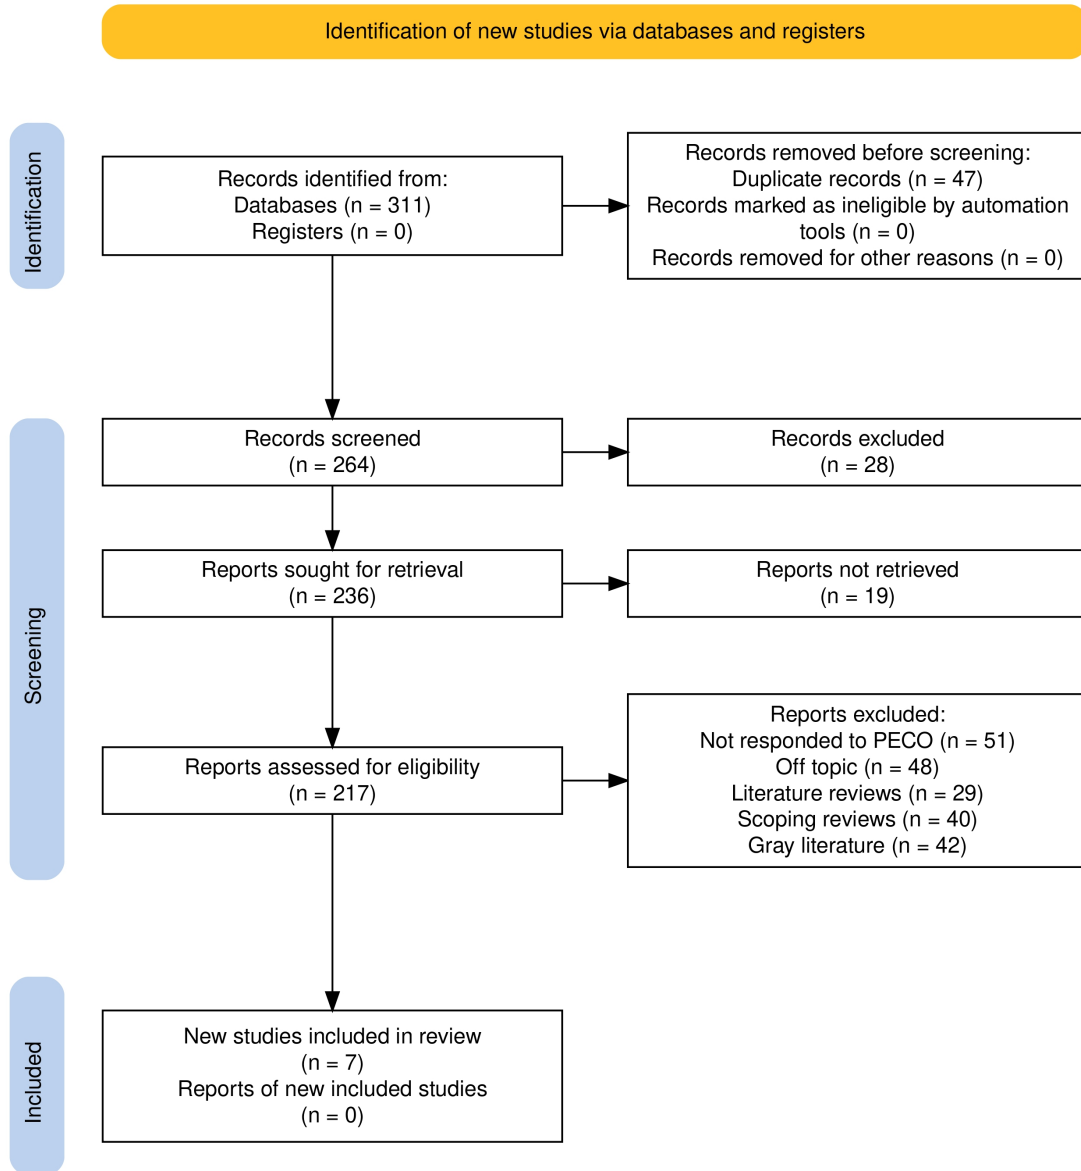 Identification of new studies via databases and registers
Identification
Records identified from:
Databases (n = 311)
Registers (n = 0)
Records removed before screening:
Duplicate records (n = 47)
Records marked as ineligible by automation
tools (n = 0)
Records removed for other reasons (n = 0)
Screening
Records screened
(n = 264)
Records excluded
(n = 28)
Reports sought for retrieval
(n = 236)
Reports not retrieved
(n = 19)
Reports assessed for eligibility
(n = 217)
Reports excluded:
Not responded to PECO (n = 51)
Off topic (n = 48)
Literature reviews (n = 29)
Scoping reviews (n = 40)
Gray literature (n = 42)
Included
New studies included in review
(n = 7)
Reports of new included studies
(n = 0)